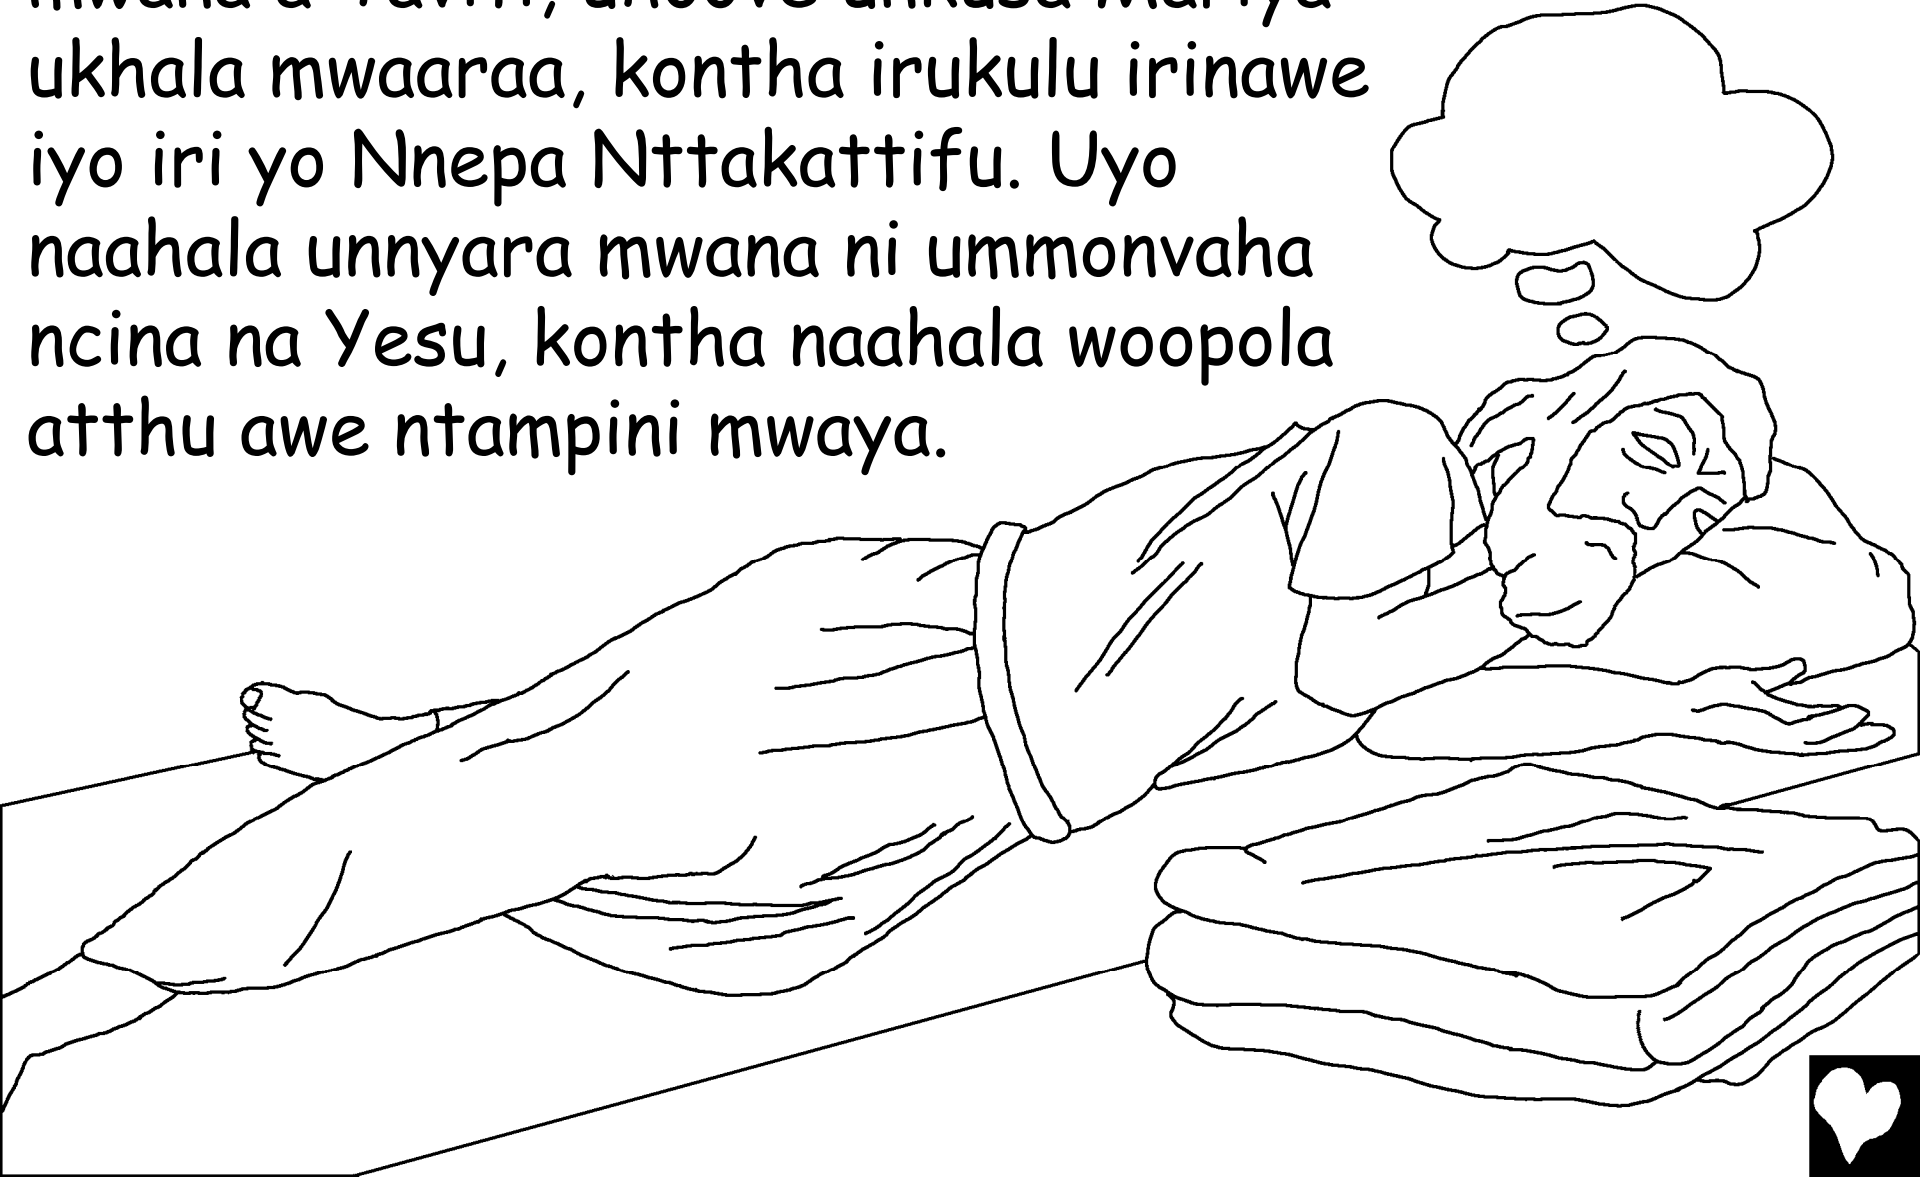 ukhala mwaaraa, kontha irukulu irinawe
iyo iri yo Nnepa Nttakattifu. Uyo
naahala unnyara mwana ni ummonvaha
ncina na Yesu, kontha naahala woopola
atthu awe ntampini mwaya.